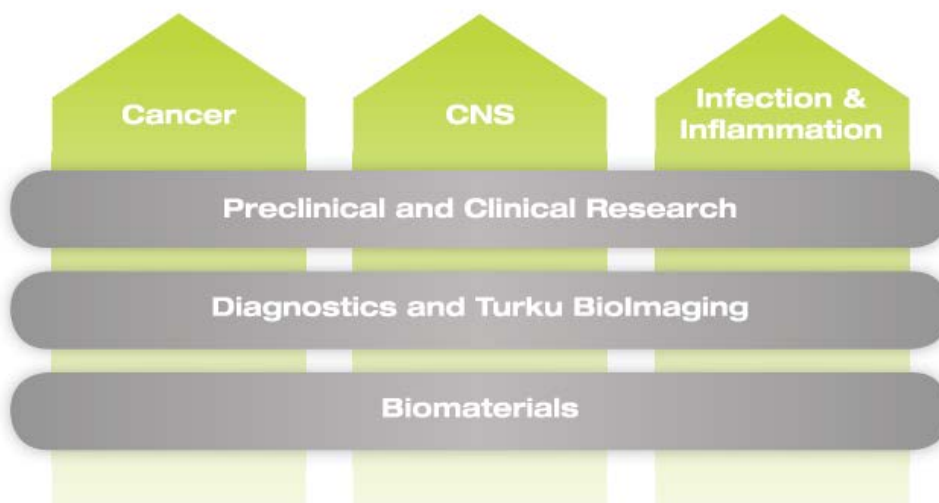 Cancer
CNS
Infection &
Inflammation
Preclinical and Clinical Research
Diagnostics and Turku BioImaging
Biomaterials